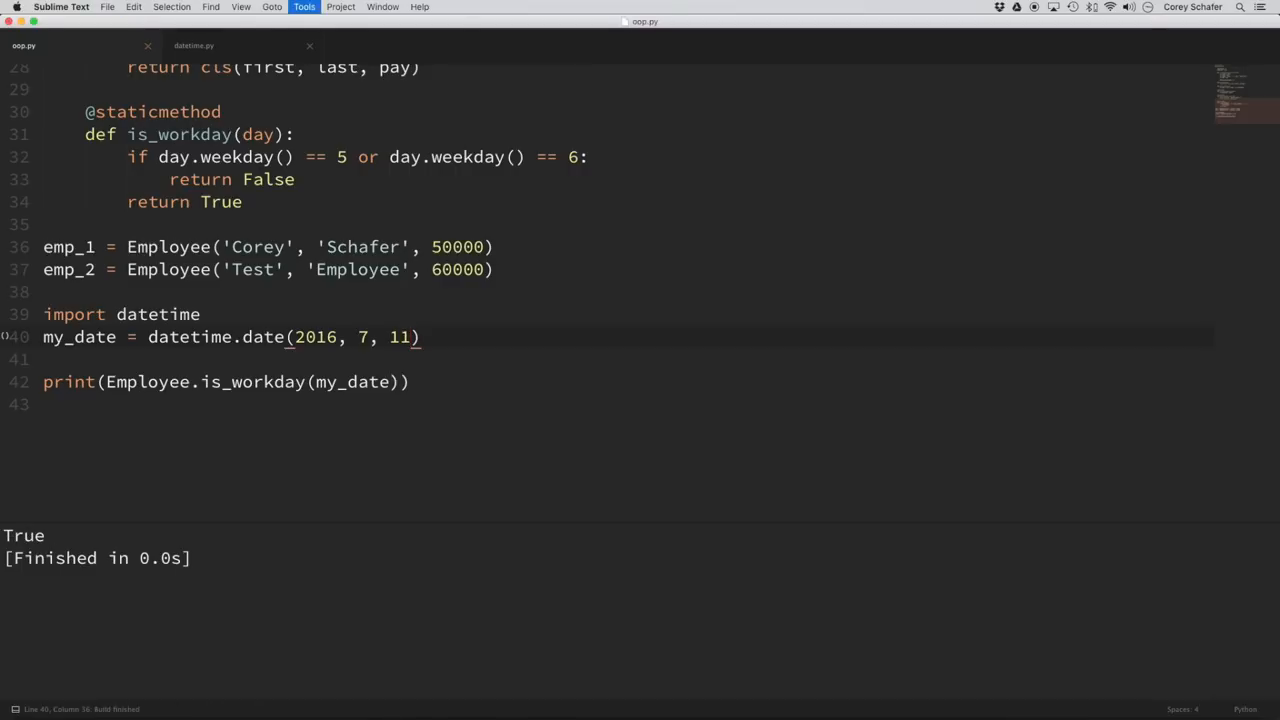 Sublime Text File Edit Selection Find View Goto Tools Project Window Help Corey Schafer
oop.py
oop.py datetime.py
28 return cls(first, last, pay)
29
30 @staticmethod
31 def is_workday(day):
32 if day.weekday() == 5 or day.weekday() == 6:
33 return False
34 return True
35
36 emp_1 = Employee('Corey', 'Schafer', 50000)
37 emp_2 = Employee('Test', 'Employee', 60000)
38
39 import datetime
40 my_date = datetime.date(2016, 7, 11)
41
42 print(Employee.is_workday(my_date))
43
True
[Finished in 0.0s]
Line 40, Column 36; Build finished Spaces: 4 Python